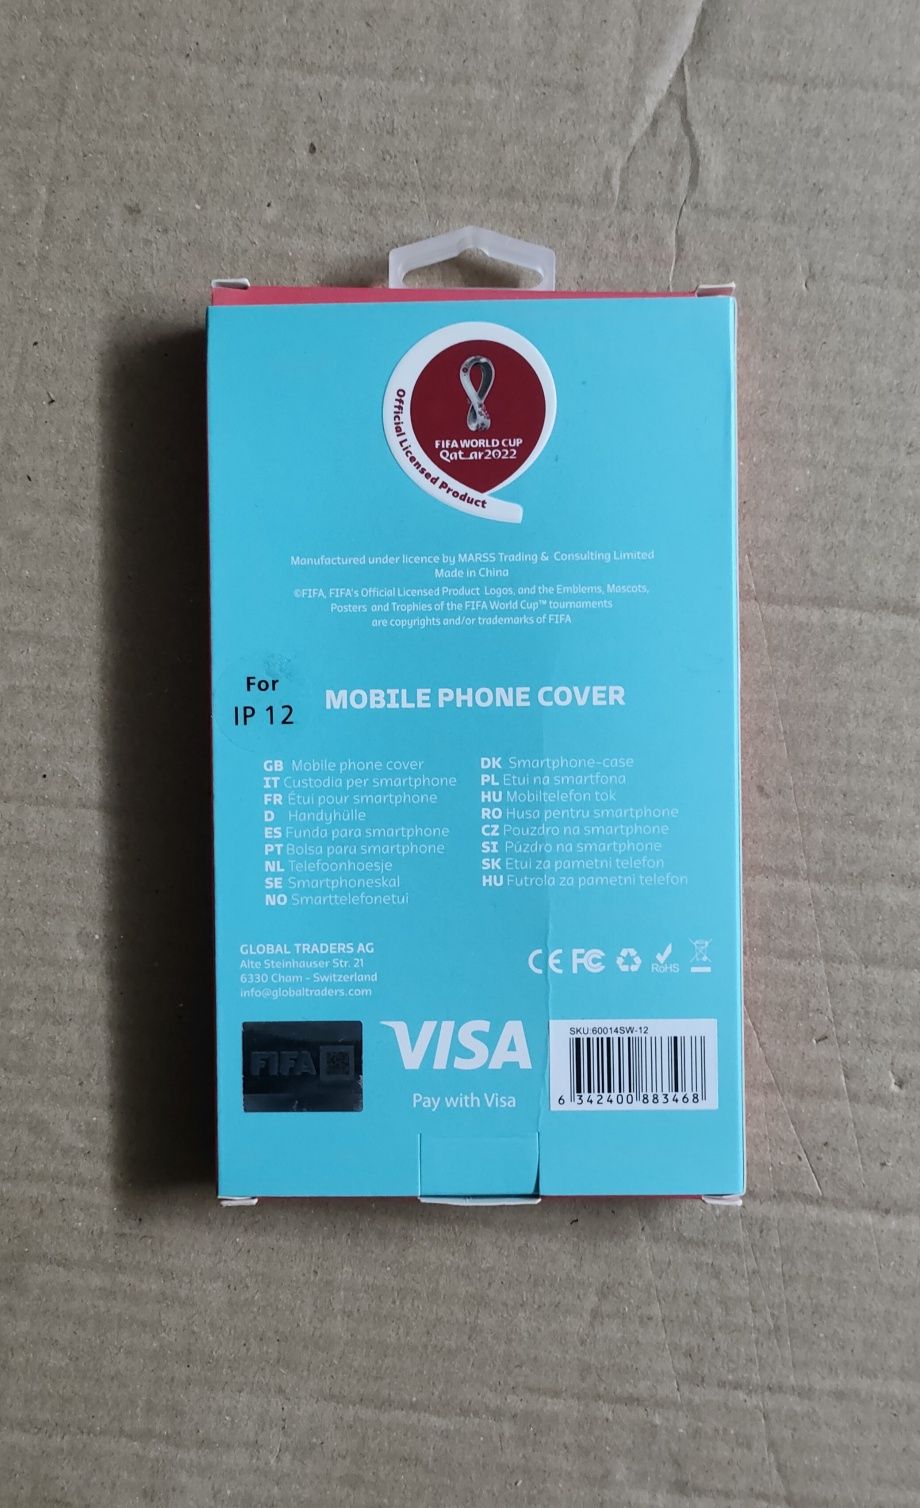 Official Licensed Product
FIFA WORLD CUP
Qatar2022
Manufactured under licence by MARSS Trading & Consulting Limited
Made in China
©FIFA, FIFA's Official Licensed Product Logos, and the Emblems, Mascots,
Posters and Trophies of the FIFA World Cup™ tournaments
are copyrights and/or trademarks of FIFA
For
IP 12
MOBILE PHONE COVER
GB Mobile phone cover
IT Custodia per smartphone
FR Étui pour smartphone
D Handyhülle
ES Funda para smartphone
PT Bolsa para smartphone
NL Telefoonhoesje
SE Smartphoneskal
NO Smarttelefonetui
DK Smartphone-case
PL Etui na smartfona
HU Mobiltelefon tok
RO Husa pentru smartphone
CZ Pouzdro na smartphone
SI Púzdro na smartphone
SK Etui za pametni telefon
HU Futrola za pametni telefon
GLOBAL TRADERS AG
Alte Steinhauser Str. 21
6330 Cham - Switzerland
info@globaltraders.com
CE FC
RoHS
FIFA
VISA
Pay with Visa
SKU:60014SW-12
6 342400 883468